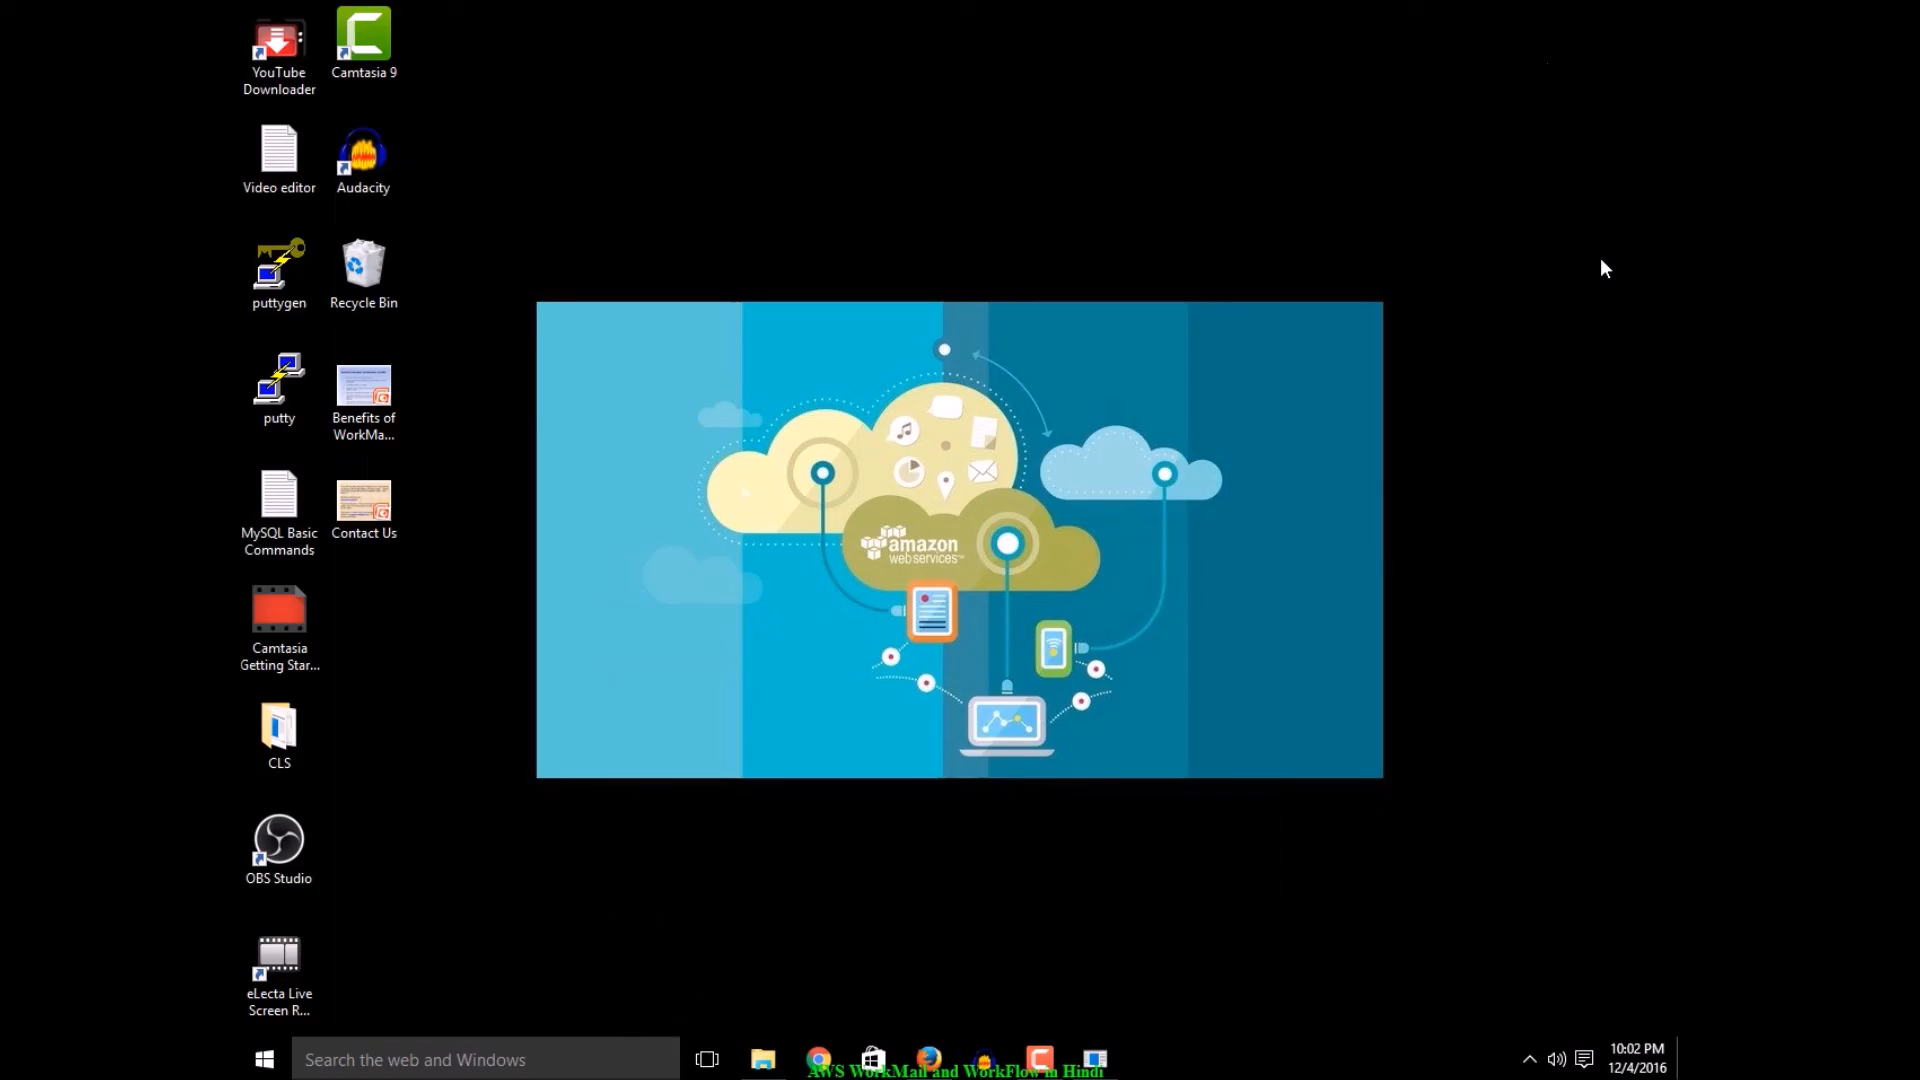 YouTube
Downloader
Camtasia 9
Video editor
Audacity
puttygen
Recycle Bin
putty
Benefits of
WorkMa...
MySQL Basic
Commands
Contact Us
Camtasia
Getting Star...
CLS
OBS Studio
eLecta Live
Screen R...
amazon
web services™
Search the web and Windows
AWS WorkMail and WorkFlow in Hindi
10:02 PM
12/4/2016